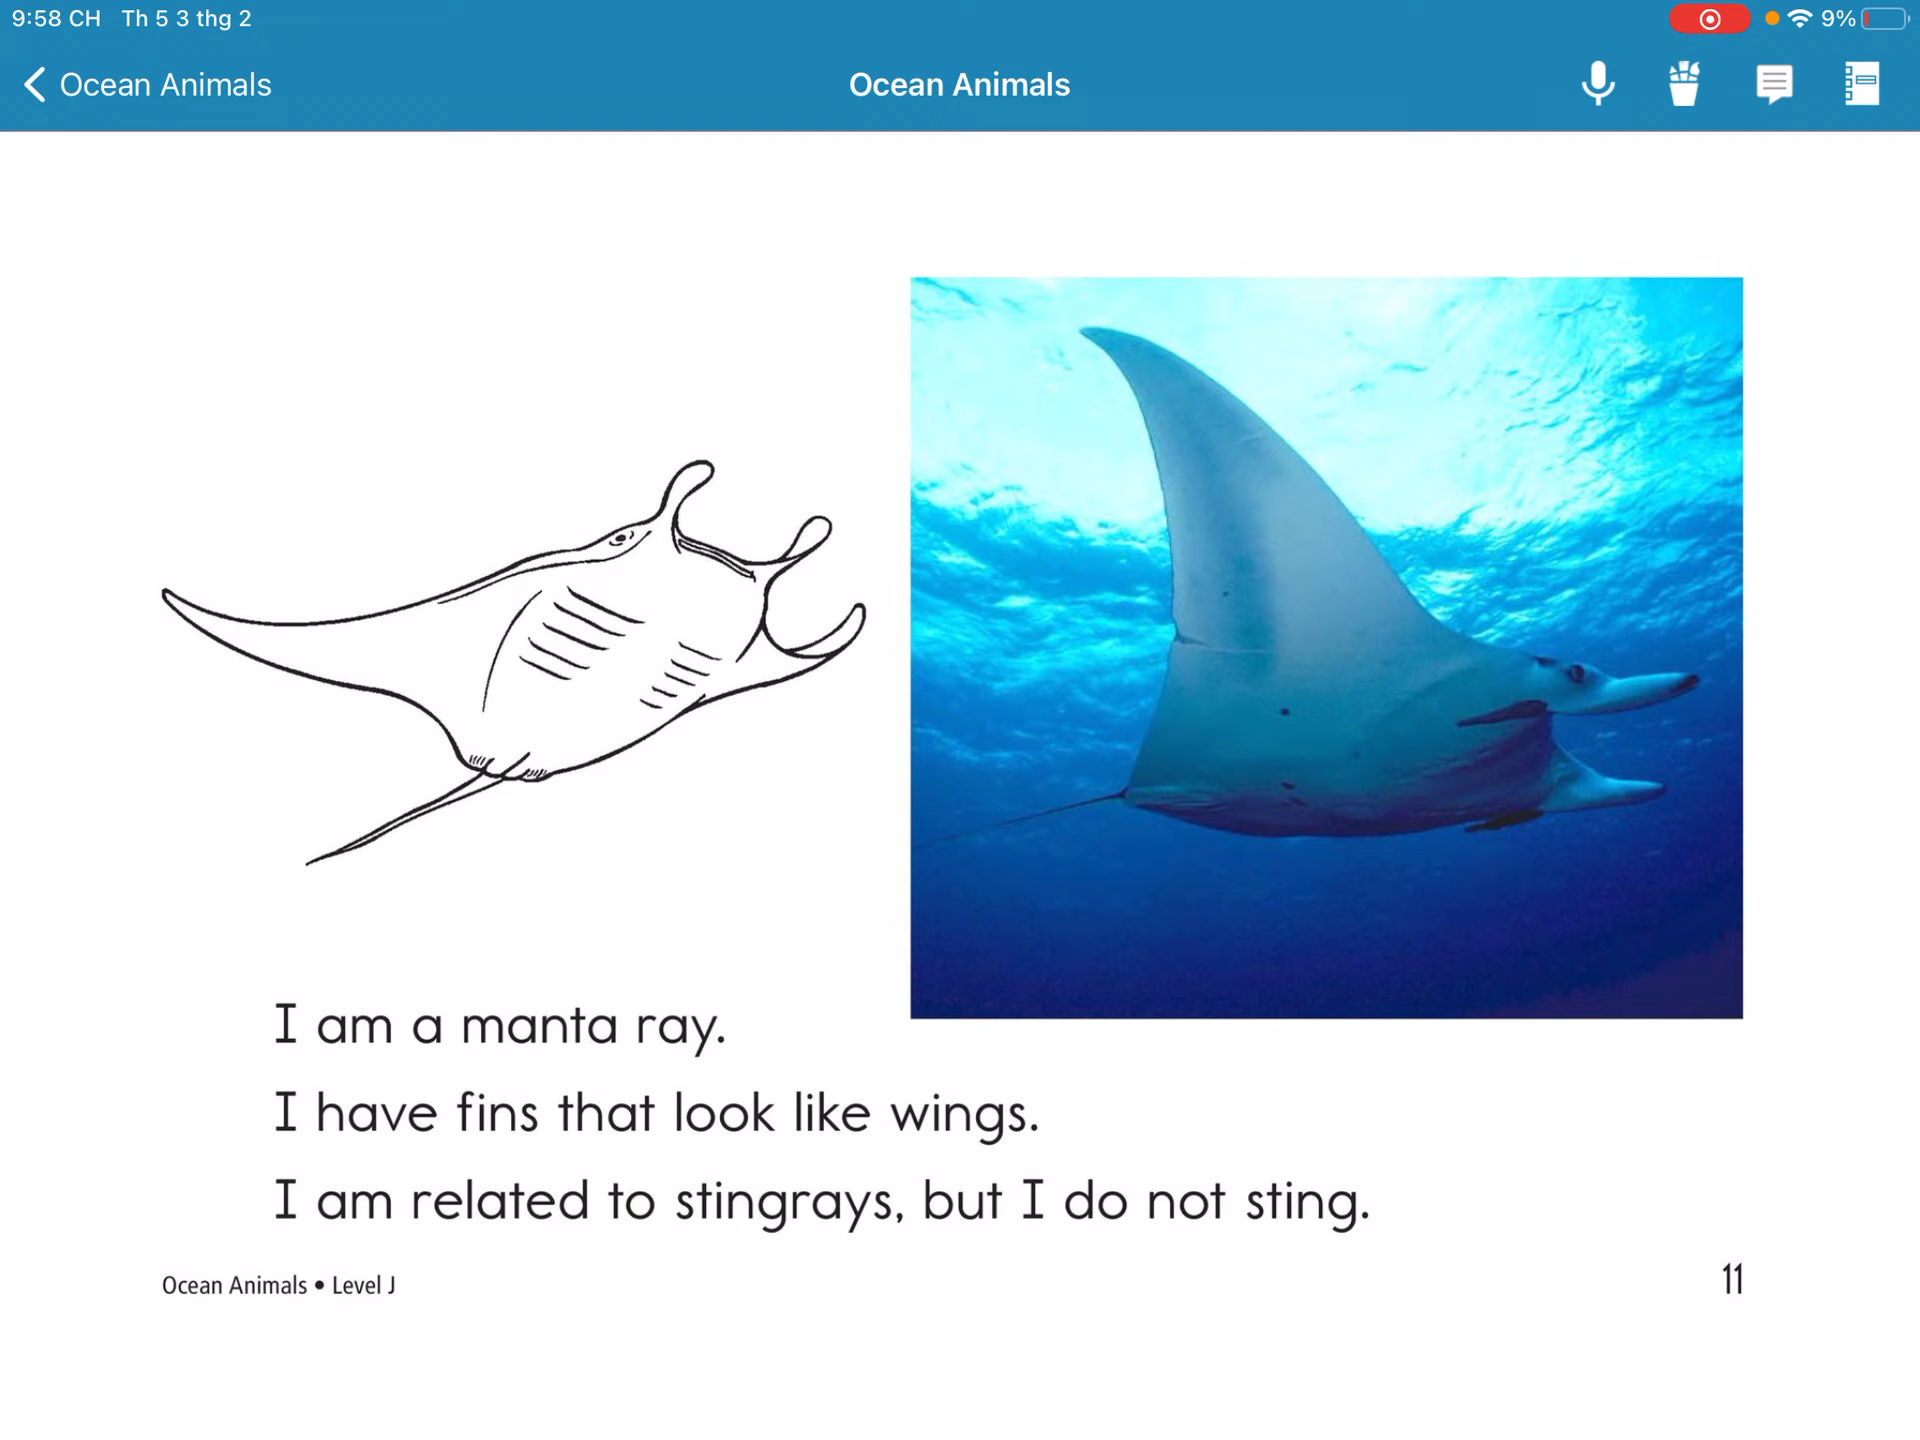 9:58 CH Th 5 3 thg 2
9%
Ocean Animals
Ocean Animals
I am a manta ray.
I have fins that look like wings.
I am related to stingrays, but I do not sting.
Ocean Animals • Level J
11